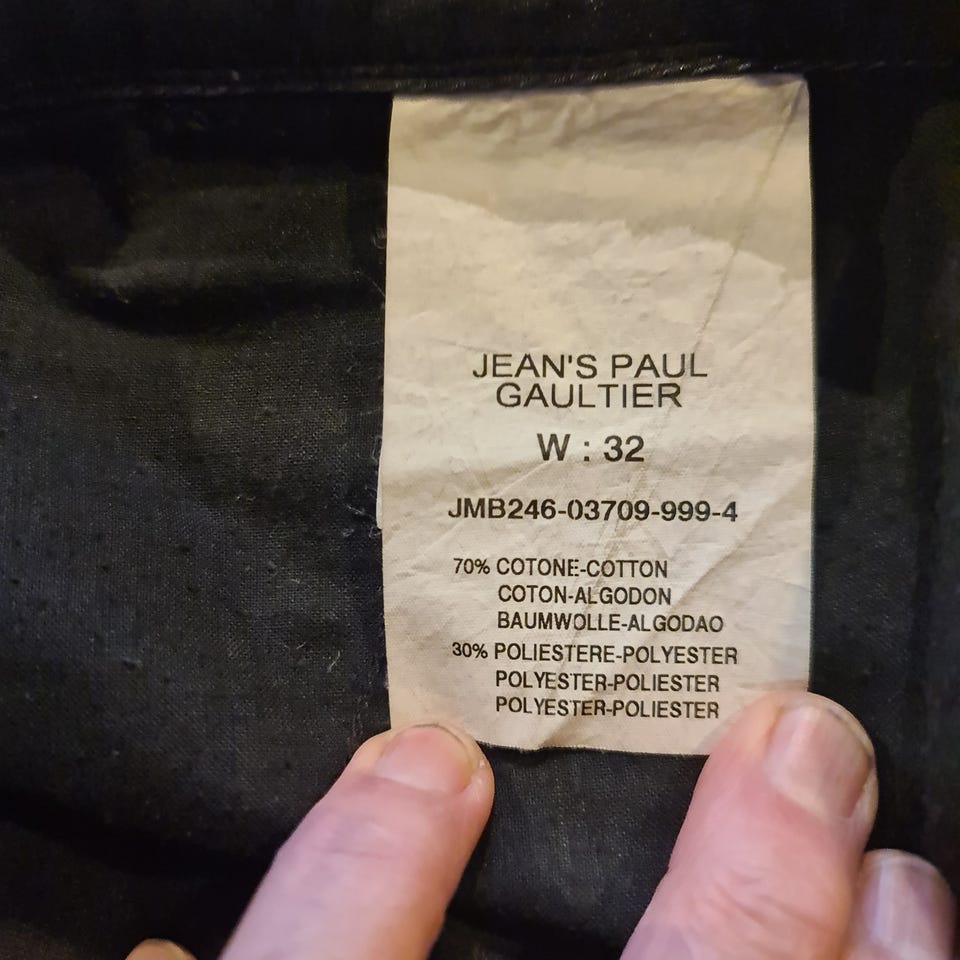 JEAN'S PAUL
GAULTIER
W : 32
JMB246-03709-999-4
70% COTONE-COTTON
COTON-ALGODON
BAUMWOLLE-ALGODAO
30% POLIESTERE-POLYESTER
POLYESTER-POLIESTER
POLYESTER-POLIESTER